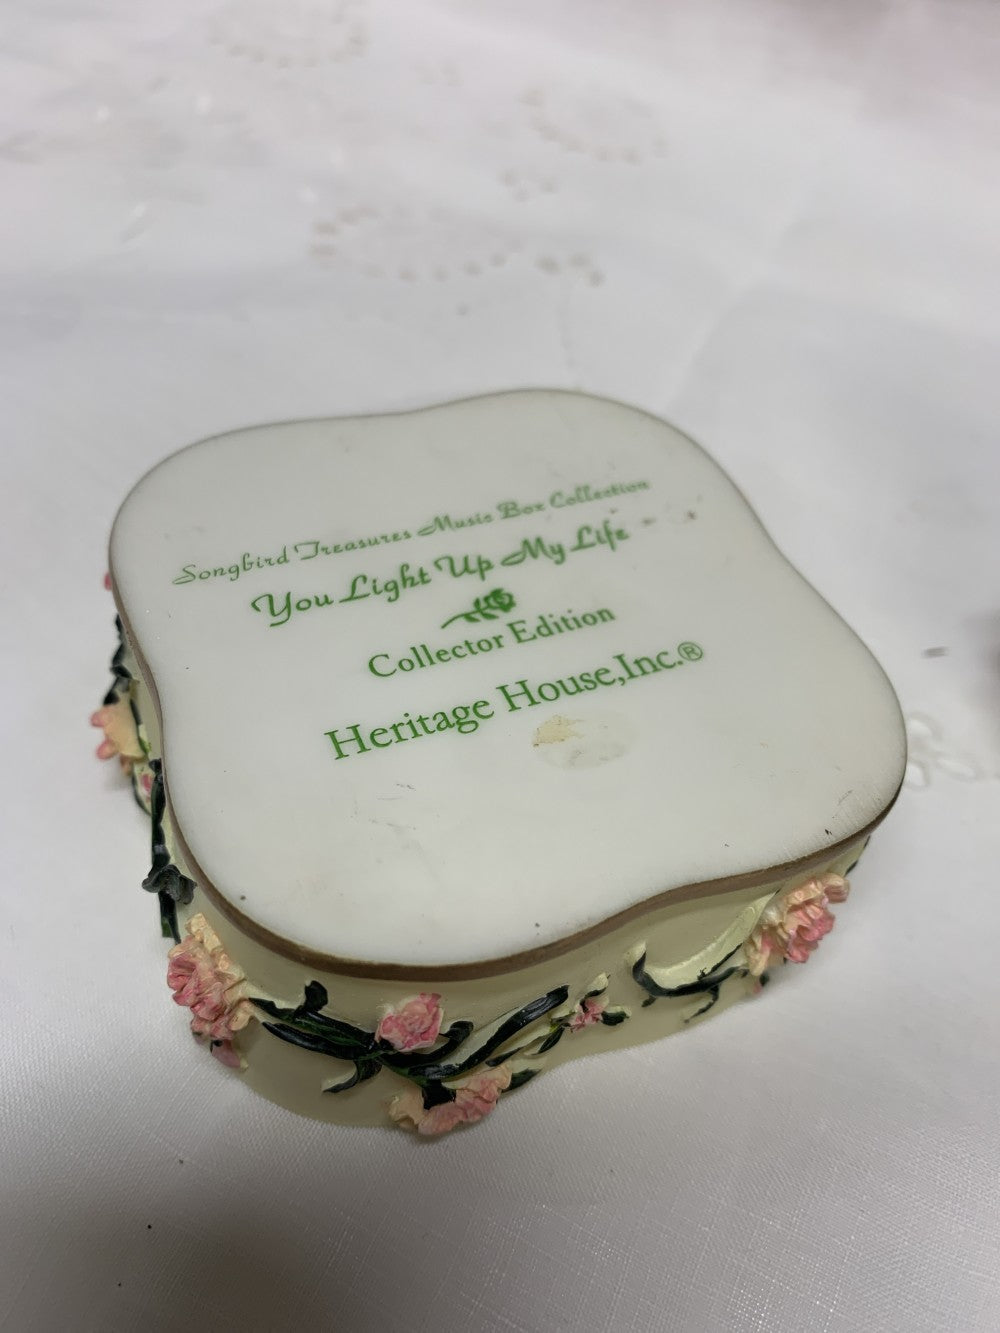 Songbird Treasures Music Box Collection
You Light Up My Life
Collector Edition
Heritage House,Inc.®